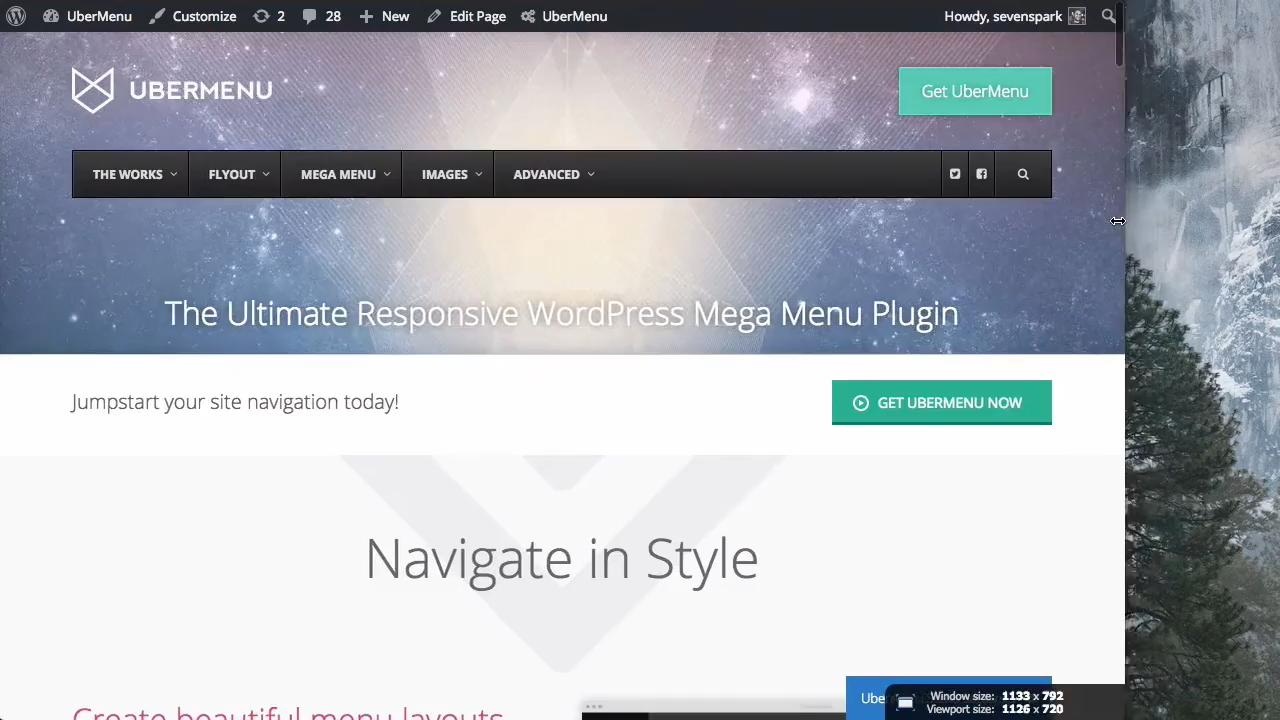 UberMenu Customize 2 28 New Edit Page UberMenu Howdy, sevenspark
ÜBERMENU
Get UberMenu
THE WORKS FLYOUT MEGA MENU IMAGES ADVANCED
The Ultimate Responsive WordPress Mega Menu Plugin
Jumpstart your site navigation today!
GET UBERMENU NOW
Navigate in Style
Create beautiful menu layouts
Window size: 1133 x 792
Viewport size: 1126 x 720